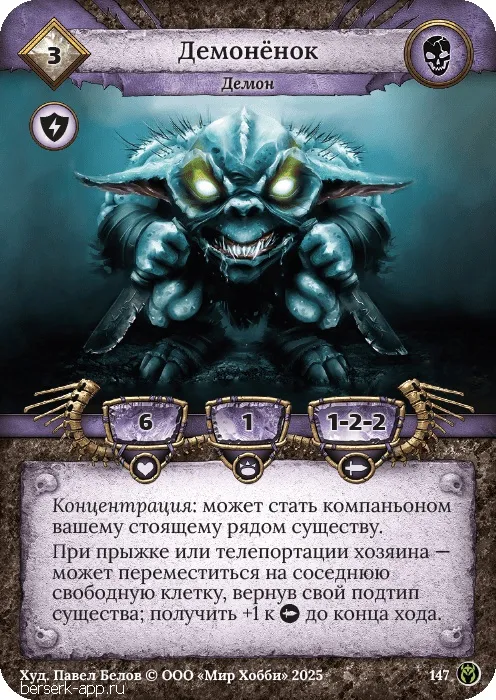 3
Демонёнок
Демон
6
1
1-2-2
Концентрация: может стать компаньоном
вашему стоящему рядом существу.
При прыжке или телепортации хозяина —
может переместиться на соседнюю
свободную клетку, вернув свой подтип
существа; получить +1 к до конца хода.
Худ. Павел Белов © ООО «Мир Хобби» 2025
147
berserk-app.ru